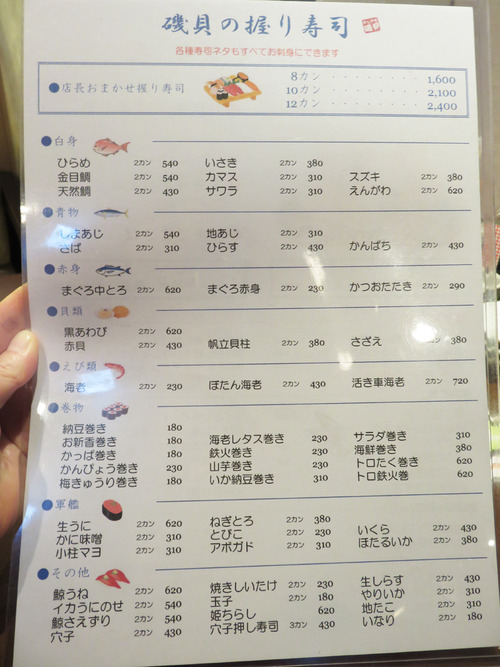 磯貝の握り寿司
各種寿司ネタもすべてお刺身にできます
●店長おまかせ握り寿司
8カン ・・・・・・・・ 1,600
10カン ・・・・・・・・ 2,100
12カン ・・・・・・・・ 2,400
●白身
ひらめ 2カン 540 いさき 2カン 380
金目鯛 2カン 540 カマス 2カン 310 スズキ 2カン 380
天然鯛 2カン 430 サワラ 2カン 310 えんがわ 2カン 620
●青物
しまあじ 2カン 540 地あじ 2カン 310
さば 2カン 310 ひらす 2カン 430 かんぱち 2カン 430
●赤身
まぐろ中とろ 2カン 620 まぐろ赤身 2カン 230 かつおたたき 2カン 290
●貝類
黒あわび 2カン 620
赤貝 2カン 430 帆立貝柱 2カン 380 さざえ 2カン 380
●えび類
海老 2カン 230 ぼたん海老 2カン 430 活き車海老 2カン 720
●巻物
納豆巻き 180
お新香巻き 180 海老レタス巻き 230 サラダ巻き 310
かっぱ巻き 180 鉄火巻き 230 海鮮巻き 380
かんぴょう巻き 230 山芋巻き 230 トロたく巻き 620
梅きゅうり巻き 180 いか納豆巻き 310 トロ鉄火巻 620
●軍艦
生うに 2カン 620 ねぎとろ 2カン 380
かに味噌 2カン 310 とびこ 2カン 230 いくら 2カン 430
小柱マヨ 2カン 310 アボガド 2カン 310 ほたるいか 2カン 380
●その他
鯨うね 2カン 620 焼きしいたけ 2カン 230 生しらす 2カン 430
イカうにのせ 2カン 540 玉子 2カン 180 やりいか 2カン 310
鯨さえずり 2カン 540 姫ちらし 620 地たこ 2カン 310
穴子 2カン 430 穴子押し寿司 3カン 430 いなり 2カン 180